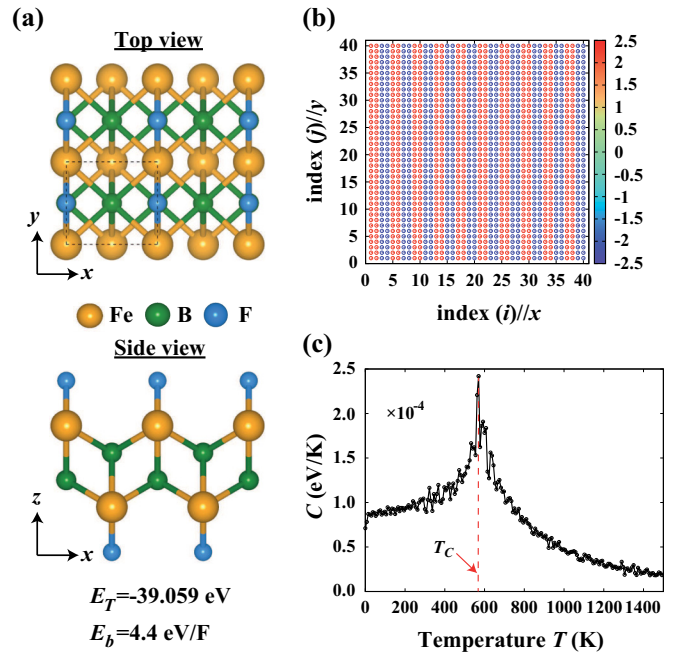 (a)
Top view
y
x
Fe B F
Side view
z
x
E_T=-39.059 eV
E_b=4.4 eV/F
(b)
index (j)//y
40
35
30
25
20
15
10
5
0
0 5 10 15 20 25 30 35 40
index (i)//x
2.5
2
1.5
1
0.5
0
-0.5
-1
-1.5
-2
-2.5
(c)
C (eV/K)
2.5
2.0
1.5
1.0
0.5
0.0
×10⁻⁴
T_C
0 200 400 600 800 1000 1200 1400
Temperature T (K)